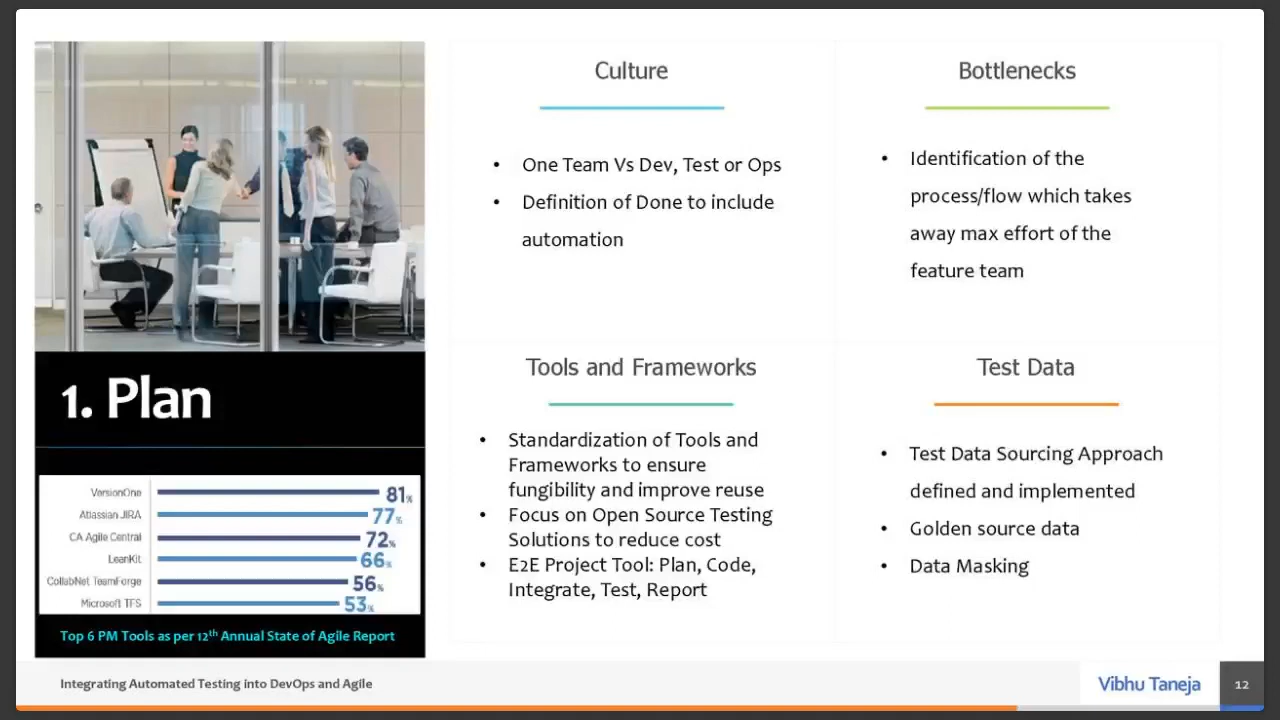 Culture
• One Team Vs Dev, Test or Ops
• Definition of Done to include
automation
Bottlenecks
• Identification of the
process/flow which takes
away max effort of the
feature team
1. Plan
VersionOne 81%
Atlassian JIRA 77%
CA Agile Central 72%
LeanKit 66%
CollabNet TeamForge 56%
Microsoft TFS 53%
Top 6 PM Tools as per 12th Annual State of Agile Report
Tools and Frameworks
• Standardization of Tools and
Frameworks to ensure
fungibility and improve reuse
• Focus on Open Source Testing
Solutions to reduce cost
• E2E Project Tool: Plan, Code,
Integrate, Test, Report
Test Data
• Test Data Sourcing Approach
defined and implemented
• Golden source data
• Data Masking
Integrating Automated Testing into DevOps and Agile
Vibhu Taneja
12